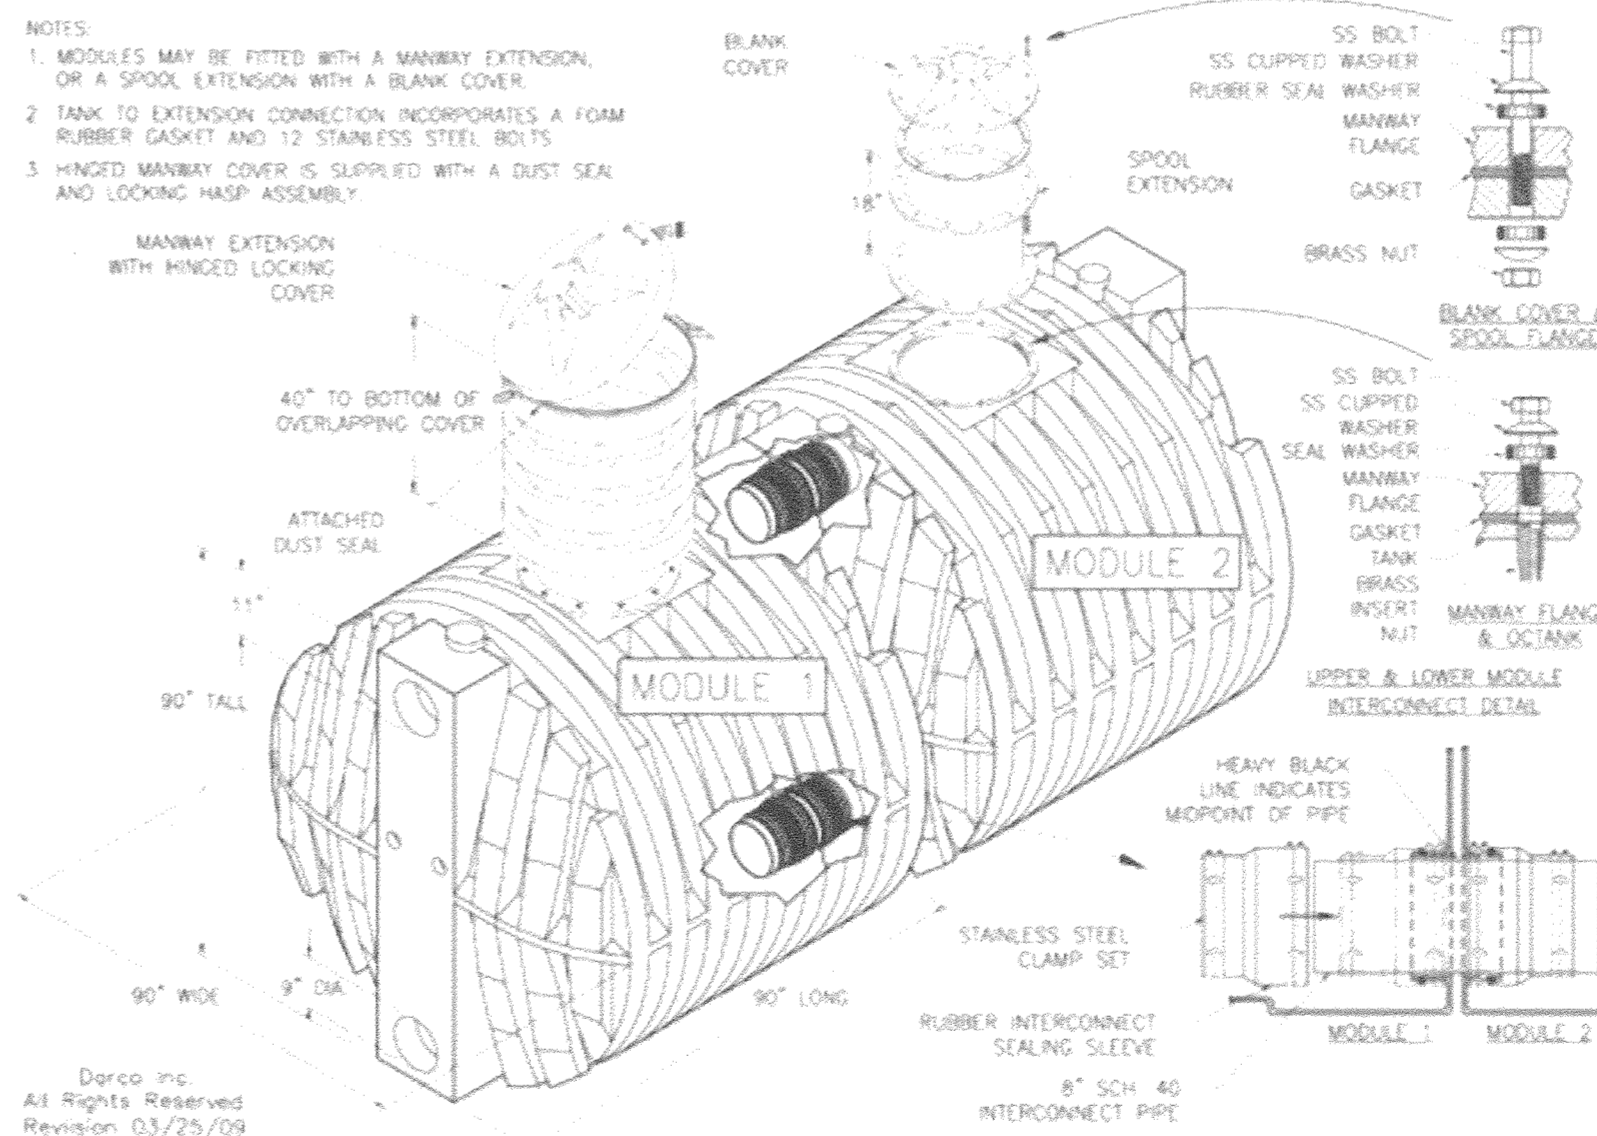 NOTES:
1. MODULES MAY BE FITTED WITH A MANWAY EXTENSION,
OR A SPOOL EXTENSION WITH A BLANK COVER.
2 TANK TO EXTENSION CONNECTION INCORPORATES A FOAM
RUBBER GASKET AND 12 STAINLESS STEEL BOLTS
3 HINGED MANWAY COVER IS SUPPLIED WITH A DUST SEAL
AND LOCKING HASP ASSEMBLY.
MANWAY EXTENSION
WITH HINGED LOCKING
COVER
40" TO BOTTOM OF
OVERLAPPING COVER
ATTACHED
DUST SEAL
90" TALL
90" WIDE
9" DIA.
90" LONG
BLANK
COVER
18"
SPOOL
EXTENSION
MODULE 1
MODULE 2
SS BOLT
SS CUPPED WASHER
RUBBER SEAL WASHER
MANWAY
FLANGE
GASKET
BRASS NUT
BLANK COVER
SPOOL FLANGE
SS BOLT
SS CUPPED
WASHER
SEAL WASHER
MANWAY
FLANGE
GASKET
TANK
BRASS
INSERT
NUT
MANWAY FLANG
& OCTANK
UPPER & LOWER MODULE
INTERCONNECT DETAIL
HEAVY BLACK
LINE INDICATES
MIDPOINT OF PIPE
STAINLESS STEEL
CLAMP SET
RUBBER INTERCONNECT
SEALING SLEEVE
8" SCH 40
INTERCONNECT PIPE
MODULE 1
MODULE 2
Darco Inc.
All Rights Reserved
Revision 03/25/09